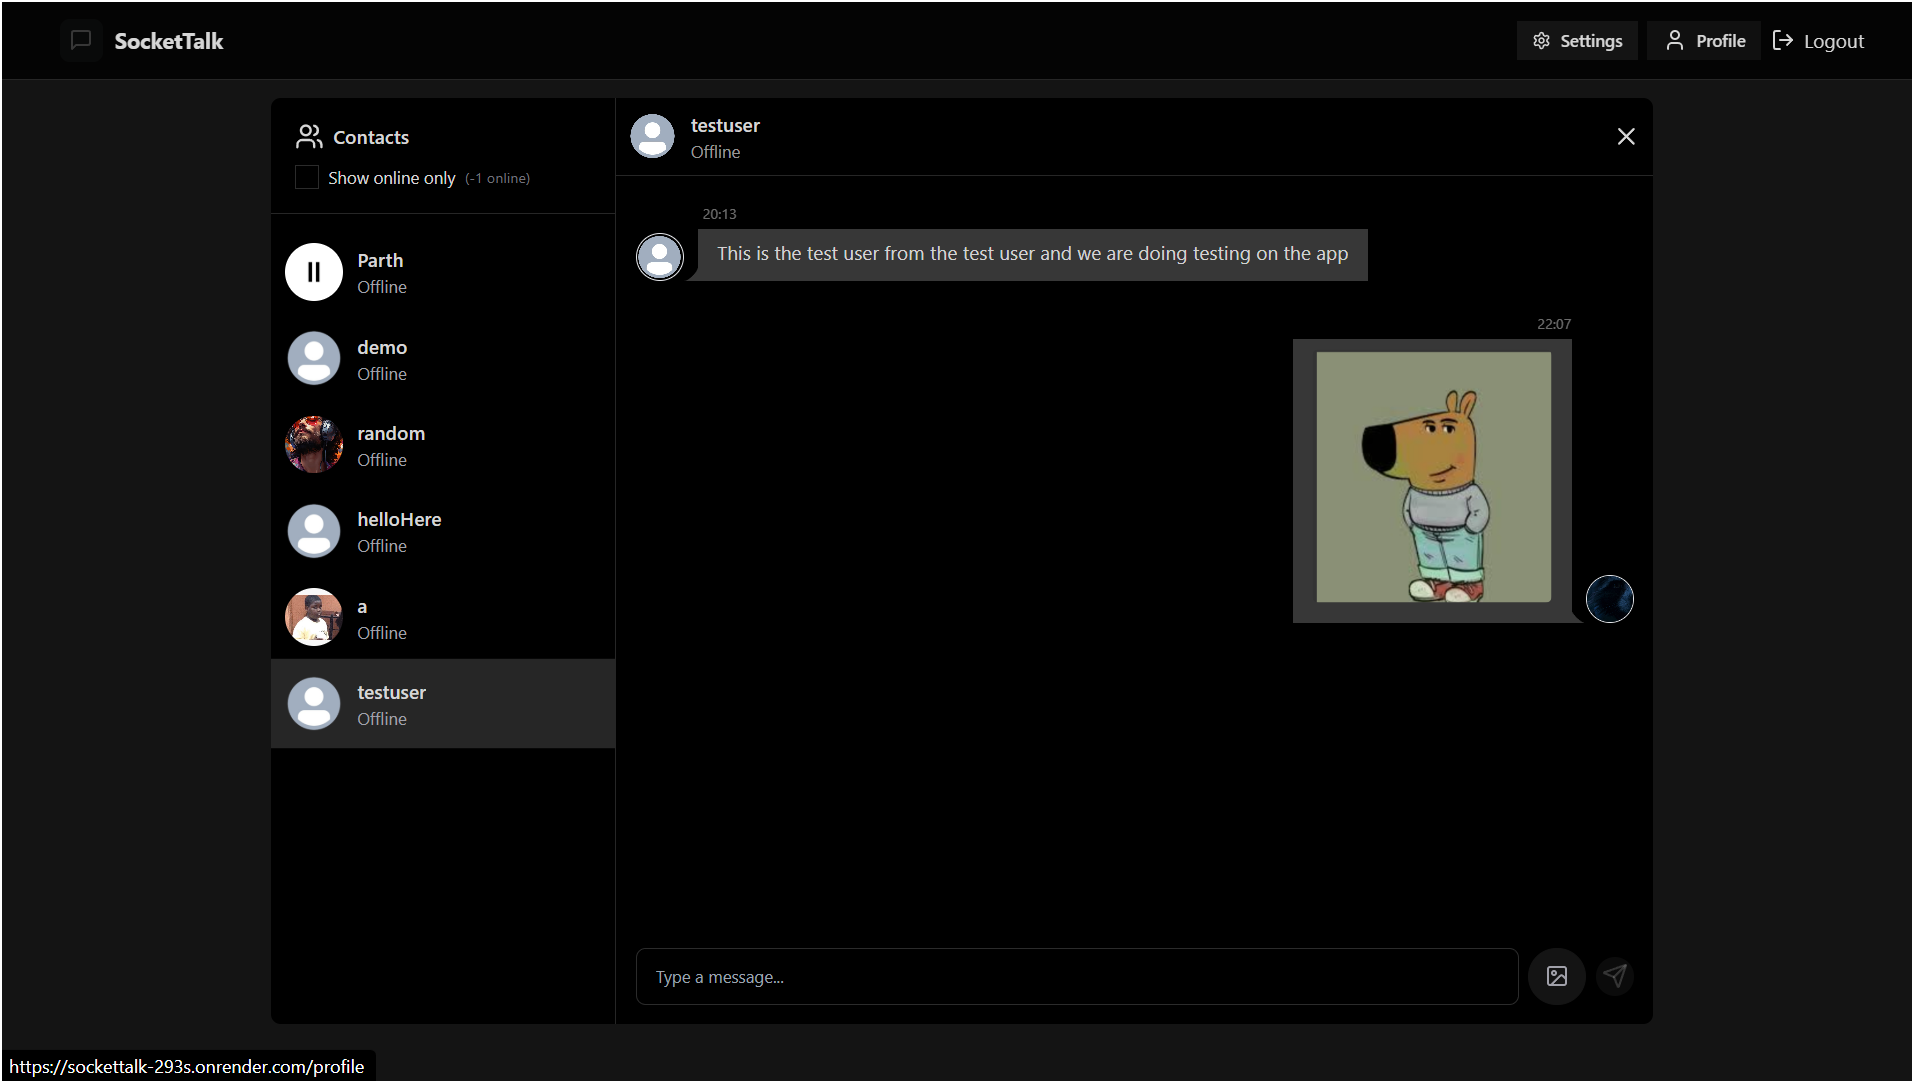 SocketTalk
Settings
Profile
Logout
Contacts
Show online only (-1 online)
Parth
Offline
demo
Offline
random
Offline
helloHere
Offline
a
Offline
testuser
Offline
testuser
Offline
20:13
This is the test user from the test user and we are doing testing on the app
22:07
Type a message...
https://sockettalk-293s.onrender.com/profile